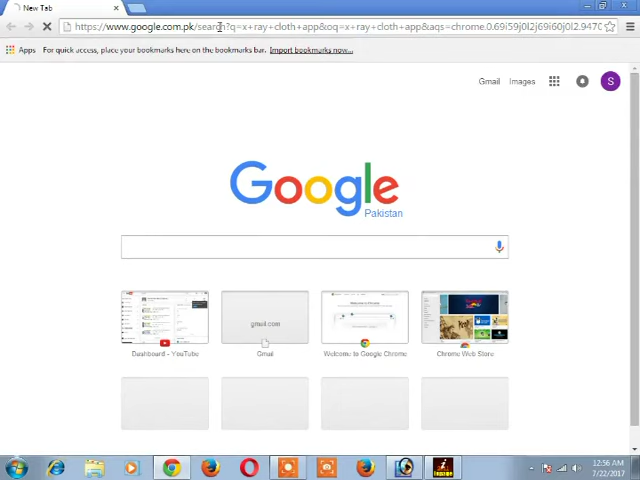 New Tab
https://www.google.com.pk/search?q=x+ray+cloth+app&oq=x+ray+cloth+app&aqs=chrome.0.69i59j0l2j69i60j0l2.9470
Apps For quick access, place your bookmarks here on the bookmarks bar. Import bookmarks now...
Gmail Images
S
Google
Pakistan
gmail.com
Dashboard - YouTube
Gmail
Welcome to Google Chrome
Chrome Web Store
12:56 AM
7/22/2017